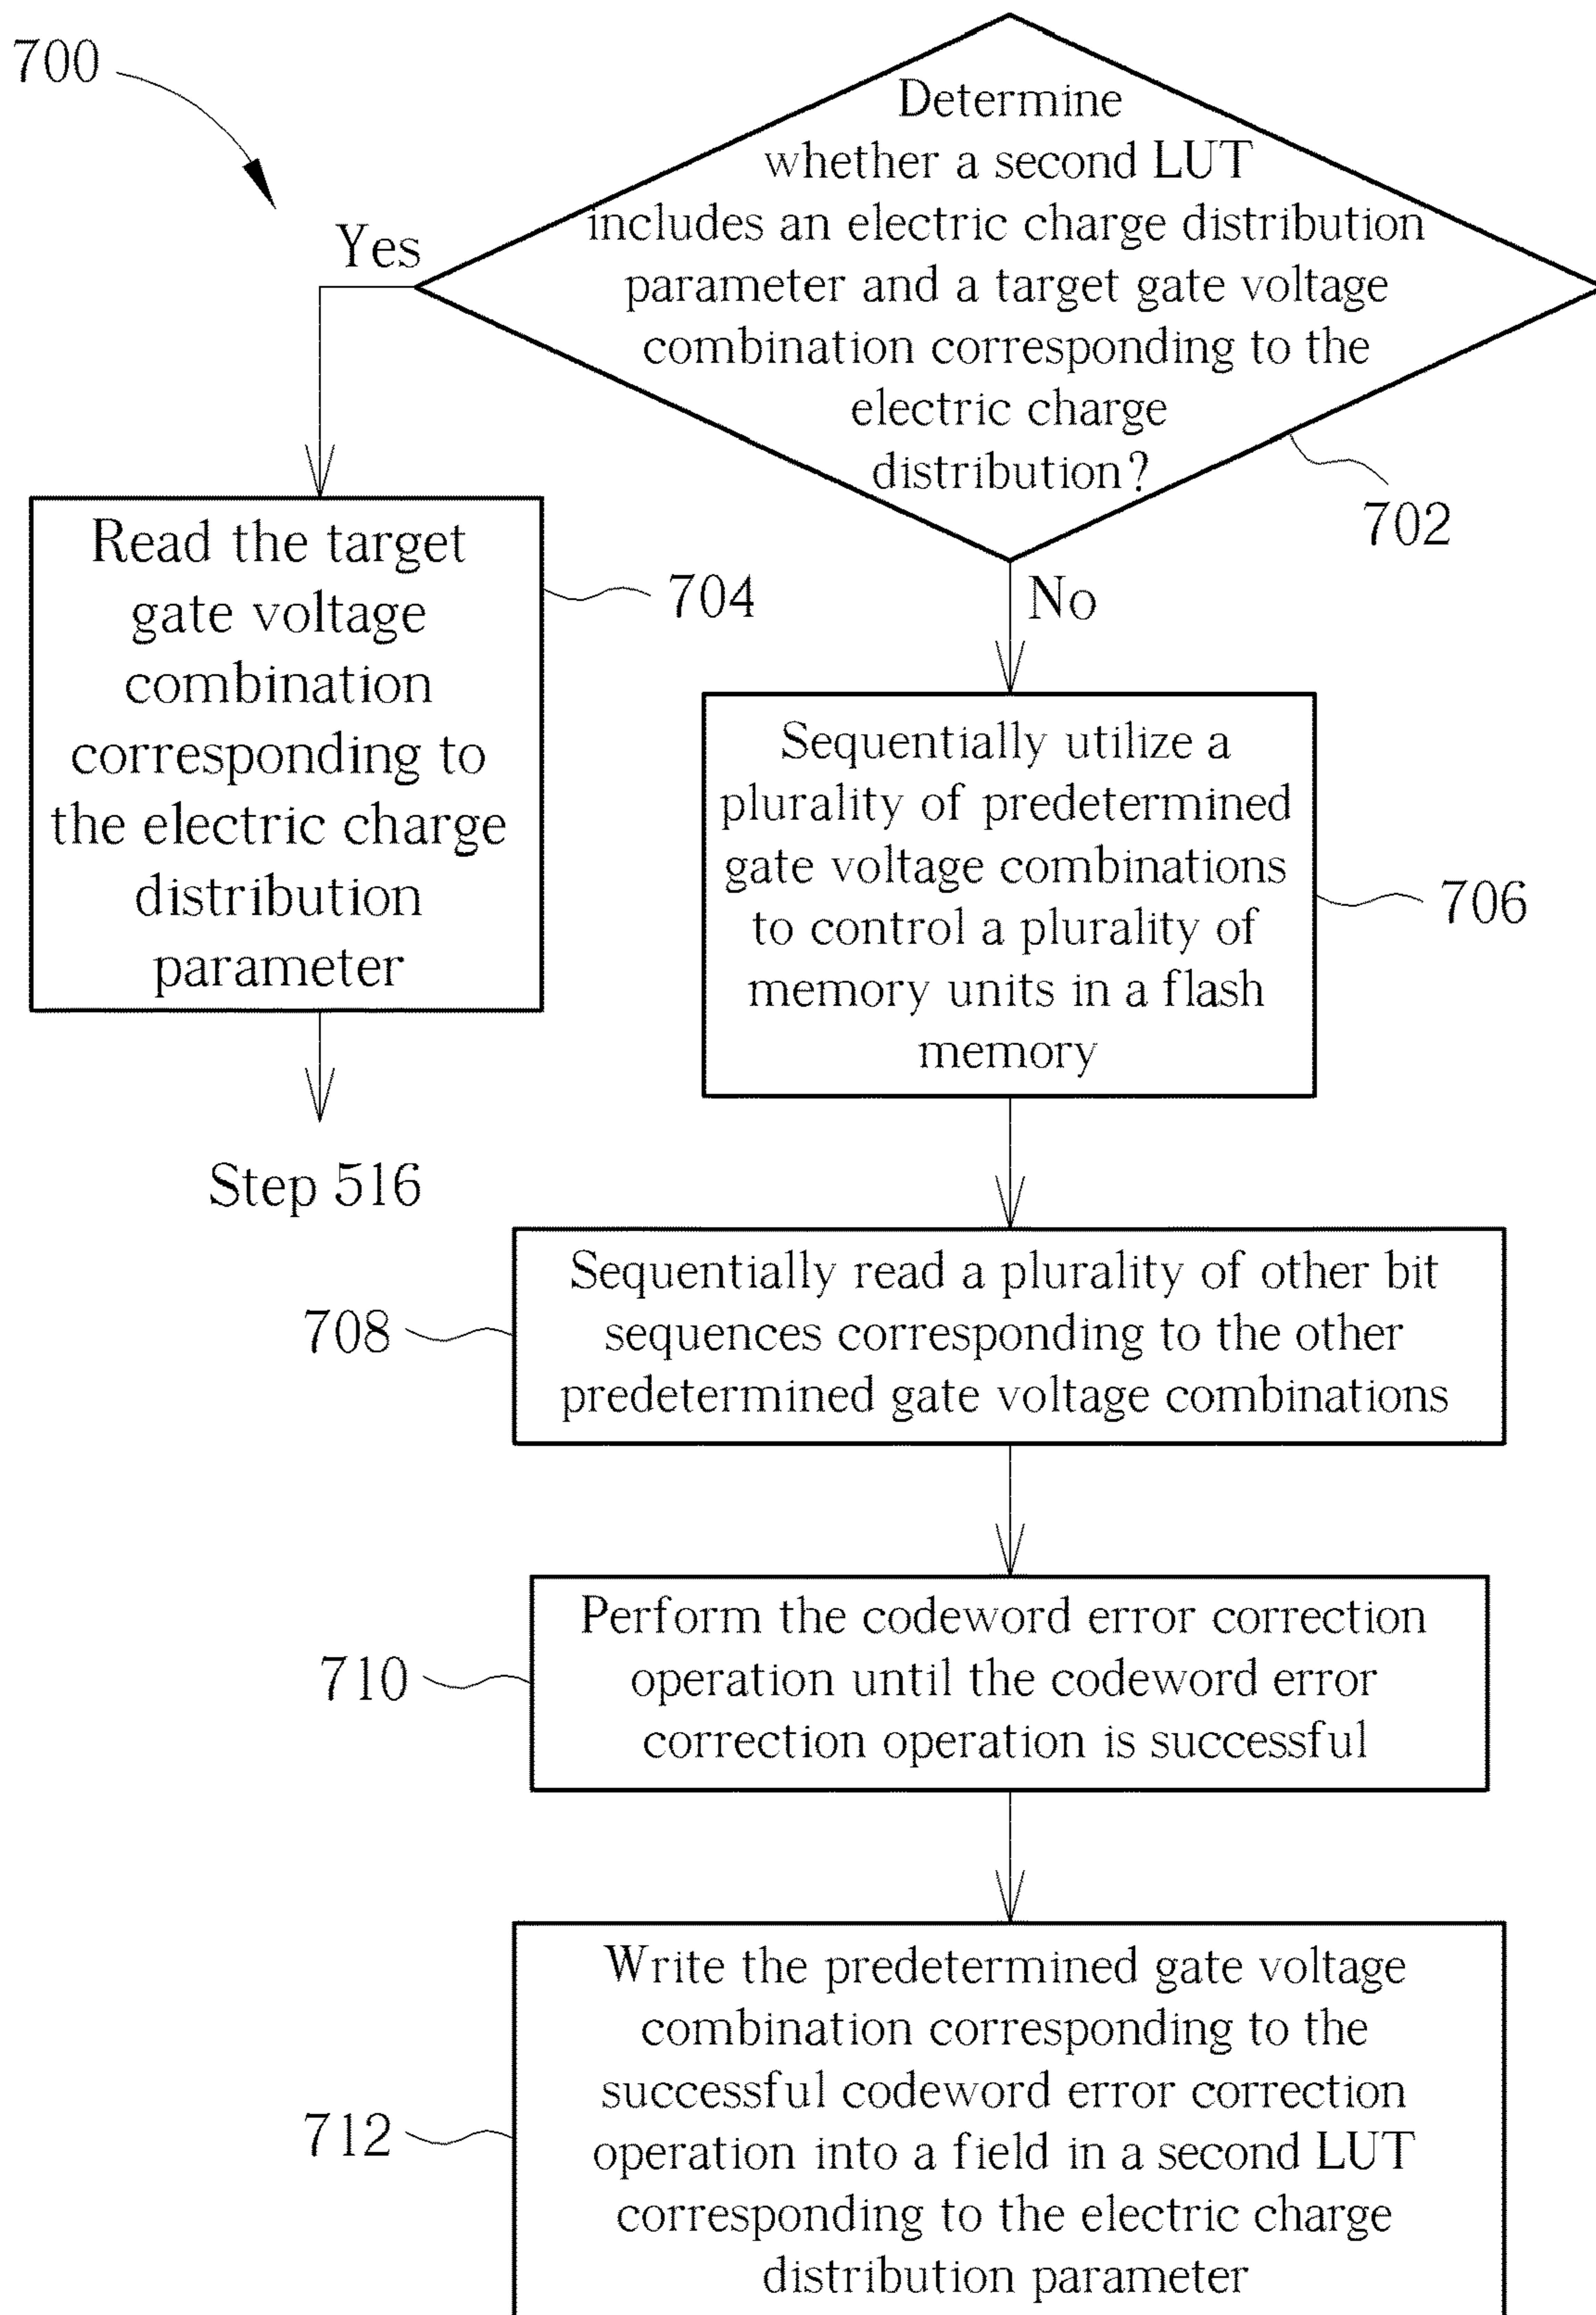 700
Determine
whether a second LUT
includes an electric charge distribution
parameter and a target gate voltage
combination corresponding to the
electric charge
distribution?
702
Yes
No
Read the target
gate voltage
combination
corresponding to
the electric charge
distribution
parameter
704
Step 516
Sequentially utilize a
plurality of predetermined
gate voltage combinations
to control a plurality of
memory units in a flash
memory
706
Sequentially read a plurality of other bit
sequences corresponding to the other
predetermined gate voltage combinations
708
Perform the codeword error correction
operation until the codeword error
correction operation is successful
710
Write the predetermined gate voltage
combination corresponding to the
successful codeword error correction
operation into a field in a second LUT
corresponding to the electric charge
distribution parameter
712